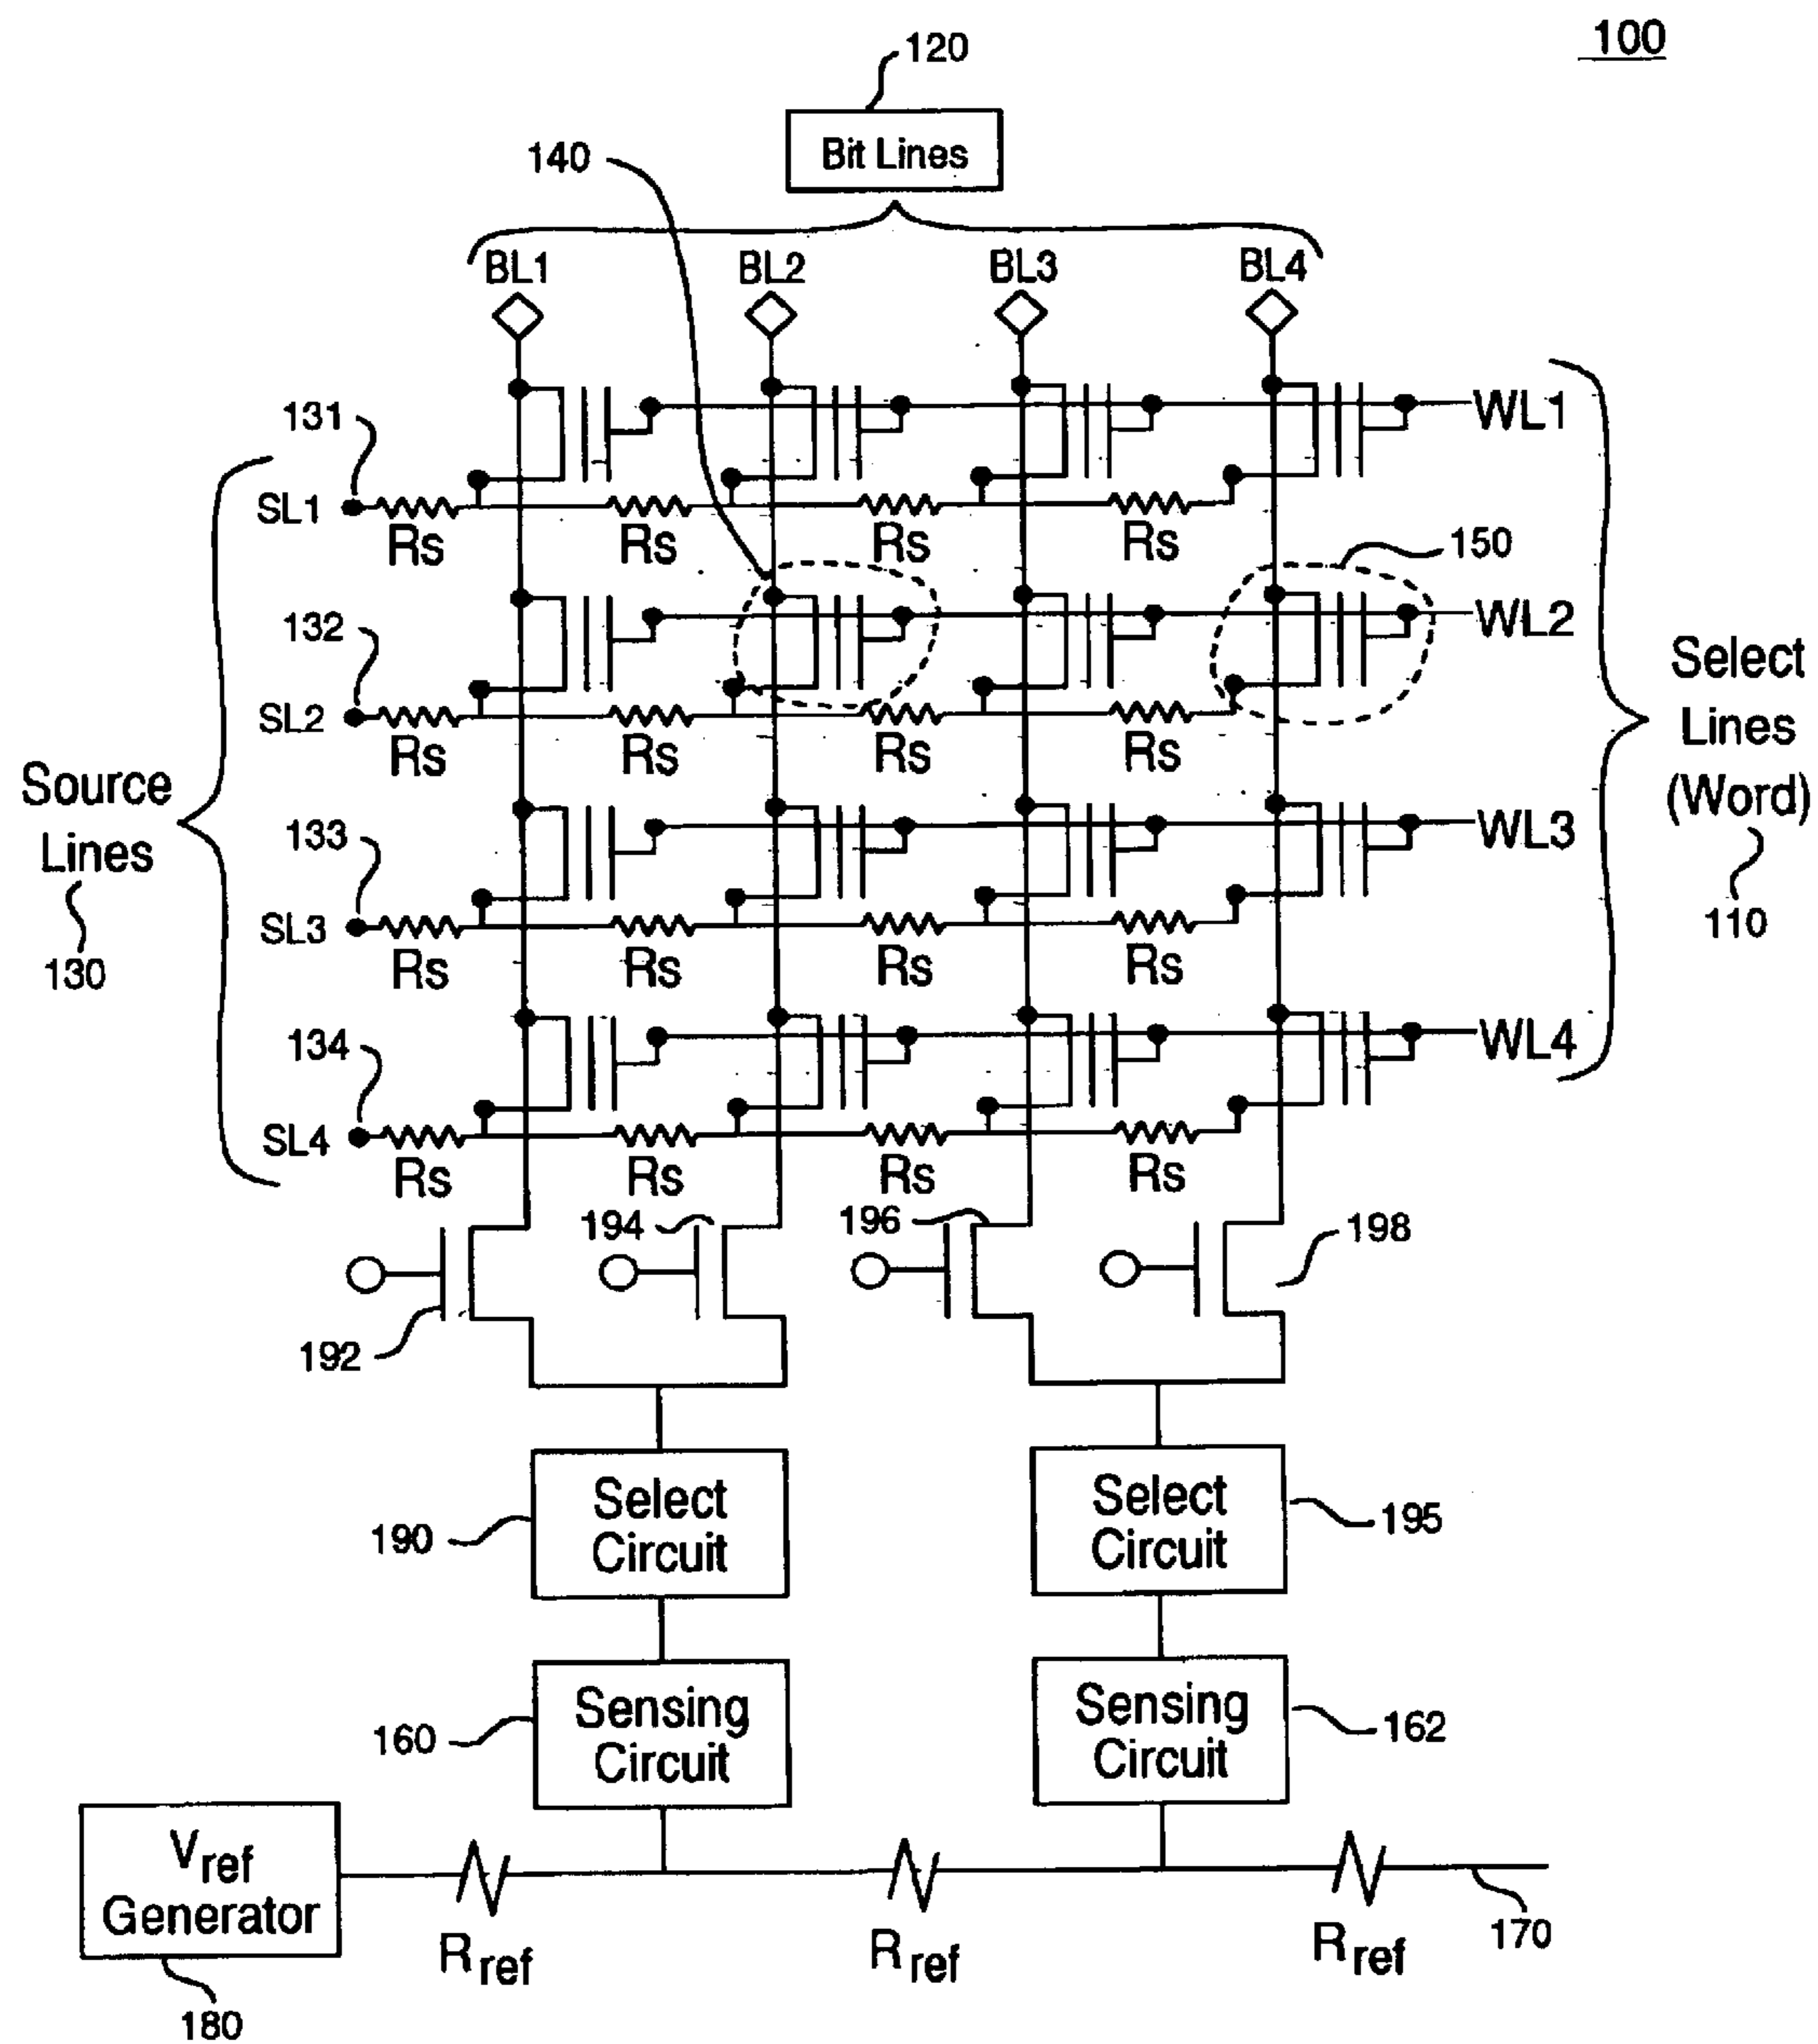 100
120
Bit Lines
140
BL1 BL2 BL3 BL4
131
WL1
SL1
Rs Rs Rs Rs
150
132
WL2
SL2
Rs Rs Rs Rs
Source
Lines
130
Select
Lines
(Word)
110
133
WL3
SL3
Rs Rs Rs Rs
134
WL4
SL4
Rs Rs Rs Rs
194
196
198
192
Select
Circuit
190
Select
Circuit
195
Sensing
Circuit
160
Sensing
Circuit
162
Vref
Generator
180
Rref Rref Rref
170